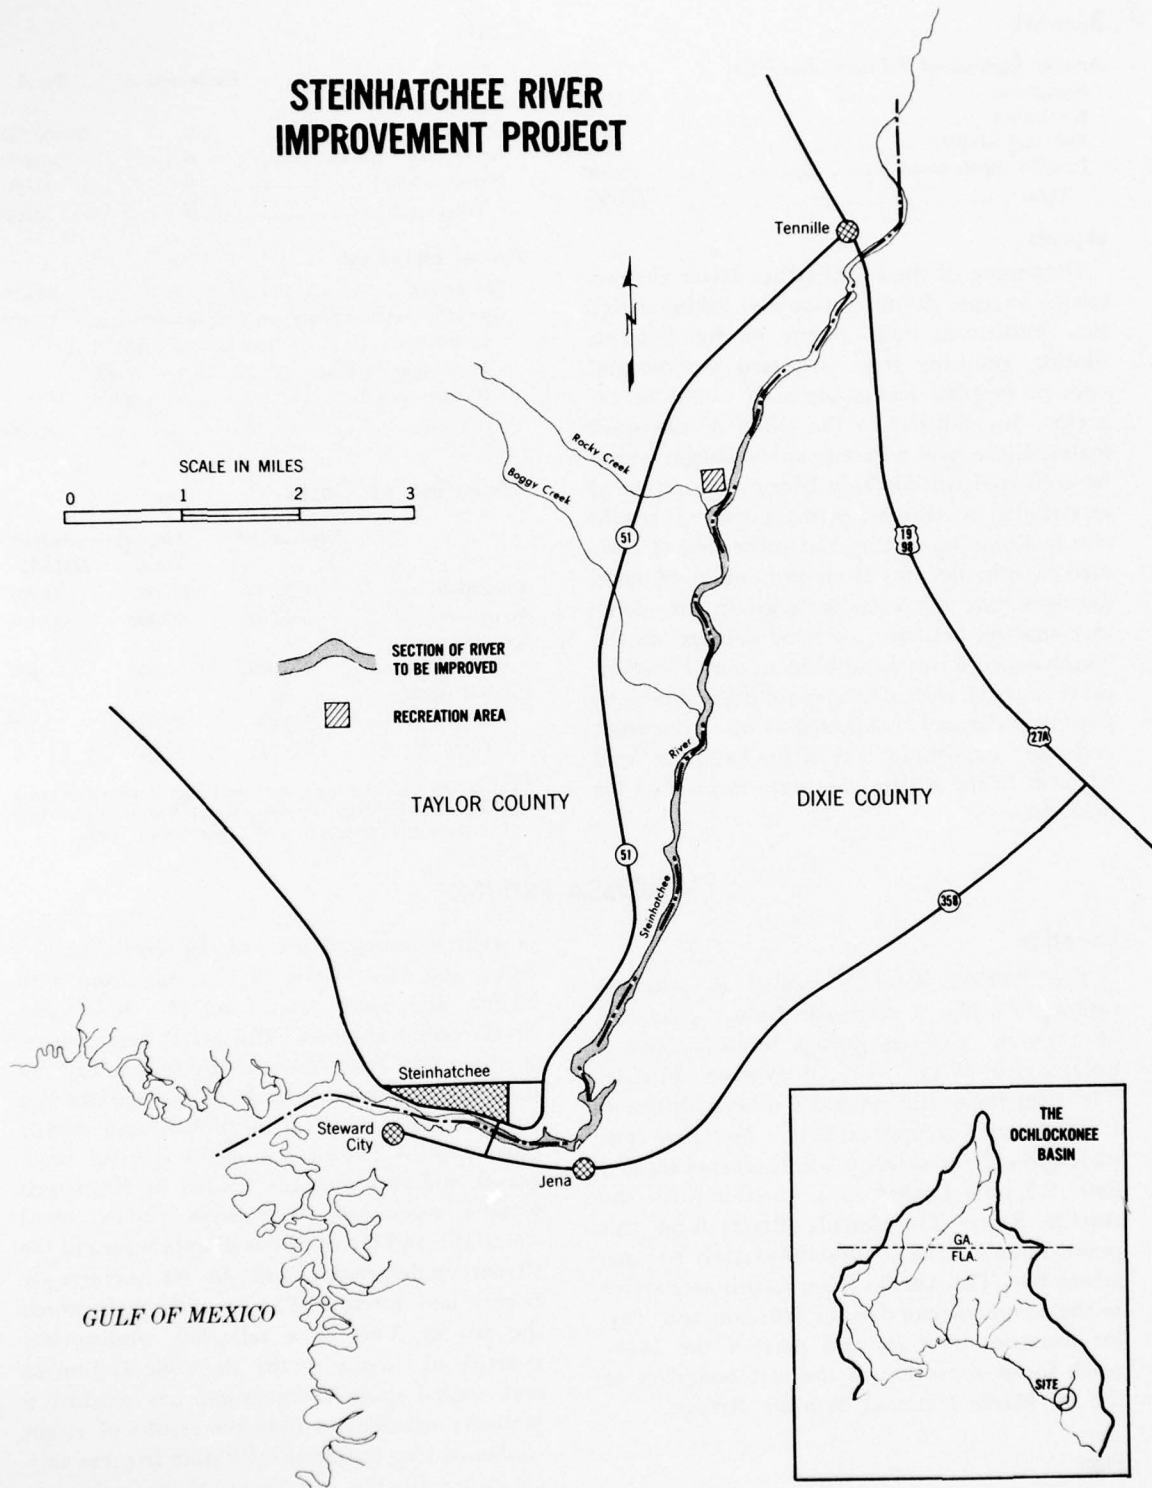 STEINHATCHEE RIVER
IMPROVEMENT PROJECT
Tennille
N
Rocky Creek
Boggy Creek
SCALE IN MILES
0 1 2 3
51
19
98
SECTION OF RIVER
TO BE IMPROVED
RECREATION AREA
27A
River
TAYLOR COUNTY
DIXIE COUNTY
51
358
Steinhatchee
Steinhatchee
Steward
City
Jena
THE
OCHLOCKONEE
BASIN
GA.
FLA.
SITE
GULF OF MEXICO